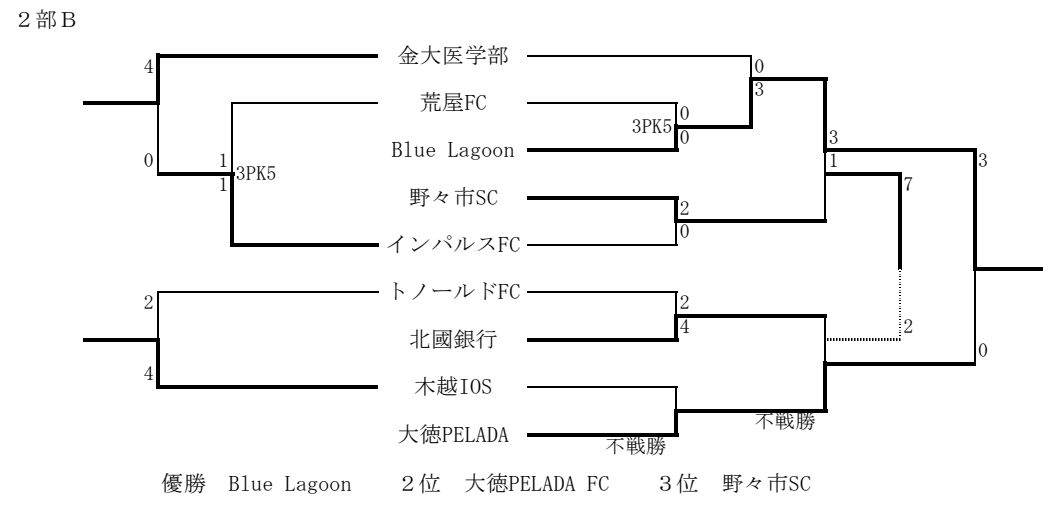 ２部Ｂ
4 金大医学部 0
3
荒屋FC 0
3PK5
Blue Lagoon 0
0 1 3PK5 1
3 1
野々市SC 2
インパルスFC 0
3
7
トノールドFC 2
2
北國銀行 4
2
0
4 木越IOS
不戦勝
大徳PELADA
不戦勝
優勝 Blue Lagoon ２位 大徳PELADA FC ３位 野々市SC